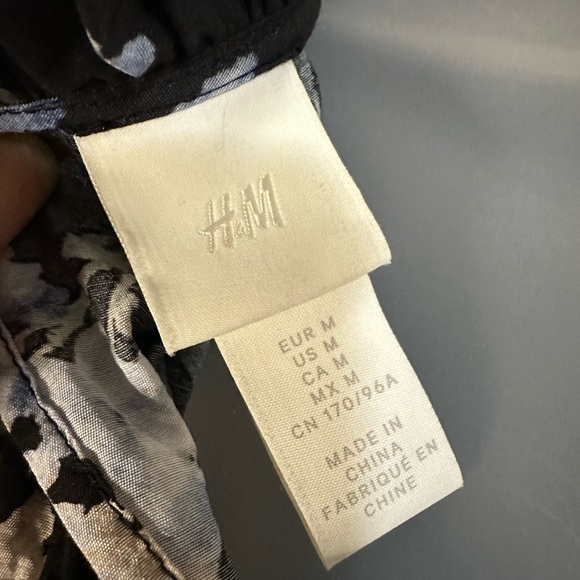 H&M
EUR M
US M
CA M
MX M
CN 170/96A
MADE IN
CHINA
FABRIQUÉ EN
CHINE